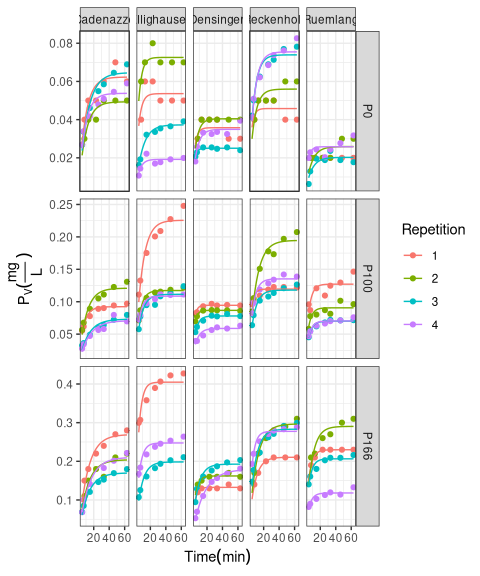 Cadenazzo Ellighausen Oensingen Reckenholz Ruemlang
0.08
0.06
0.04
0.02
P0
0.25
0.20
0.15
0.10
0.05
P100
0.4
0.3
0.2
0.1
P166
Pv(mg/L)
20 40 60 20 40 60 20 40 60 20 40 60 20 40 60
Time(min)
Repetition
1
2
3
4